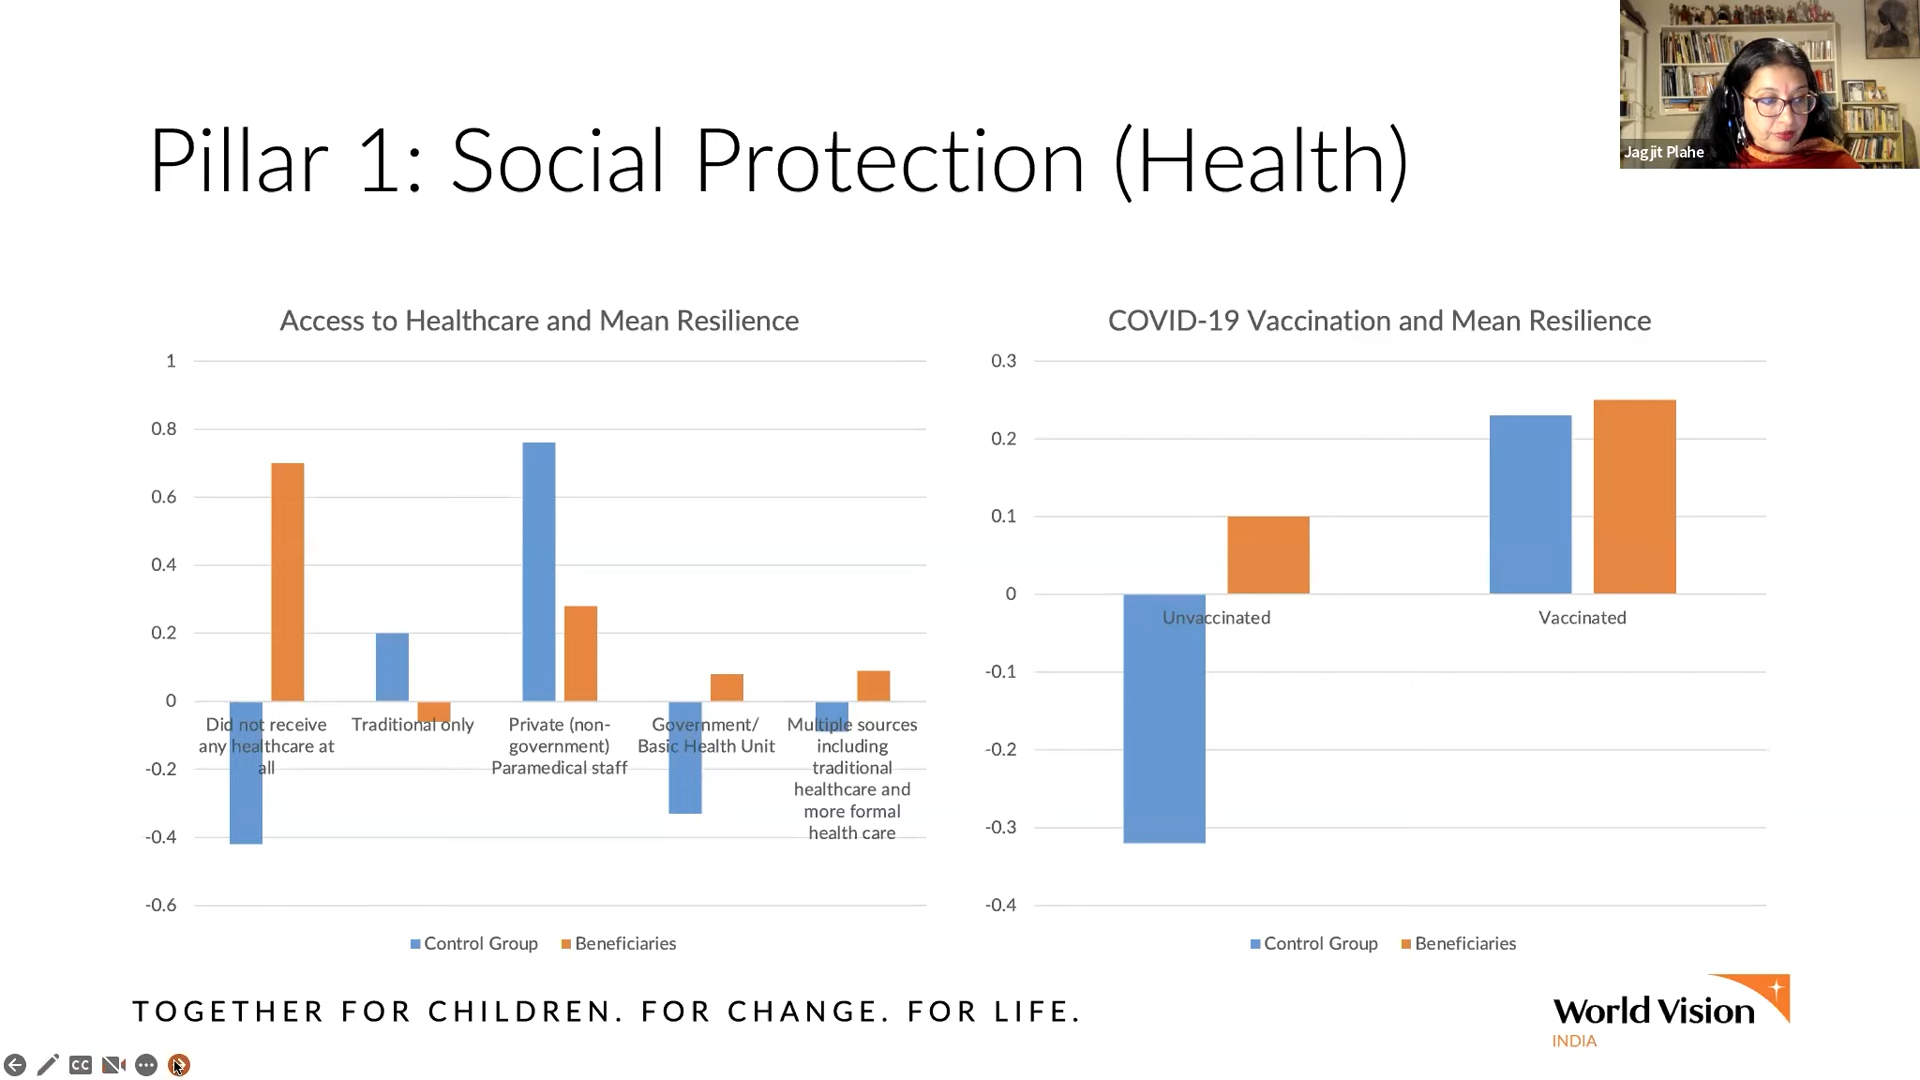 Jagjit Plahe
Pillar 1: Social Protection (Health)
Access to Healthcare and Mean Resilience
1
0.8
0.6
0.4
0.2
0
-0.2
-0.4
-0.6
Did not receive
any healthcare at
all
Traditional only
Private (non-
government)
Paramedical staff
Government/
Basic Health Unit
Multiple sources
including
traditional
healthcare and
more formal
health care
Control Group
Beneficiaries
COVID-19 Vaccination and Mean Resilience
0.3
0.2
0.1
0
-0.1
-0.2
-0.3
-0.4
Unvaccinated
Vaccinated
Control Group
Beneficiaries
TOGETHER FOR CHILDREN. FOR CHANGE. FOR LIFE.
World Vision
INDIA
CC